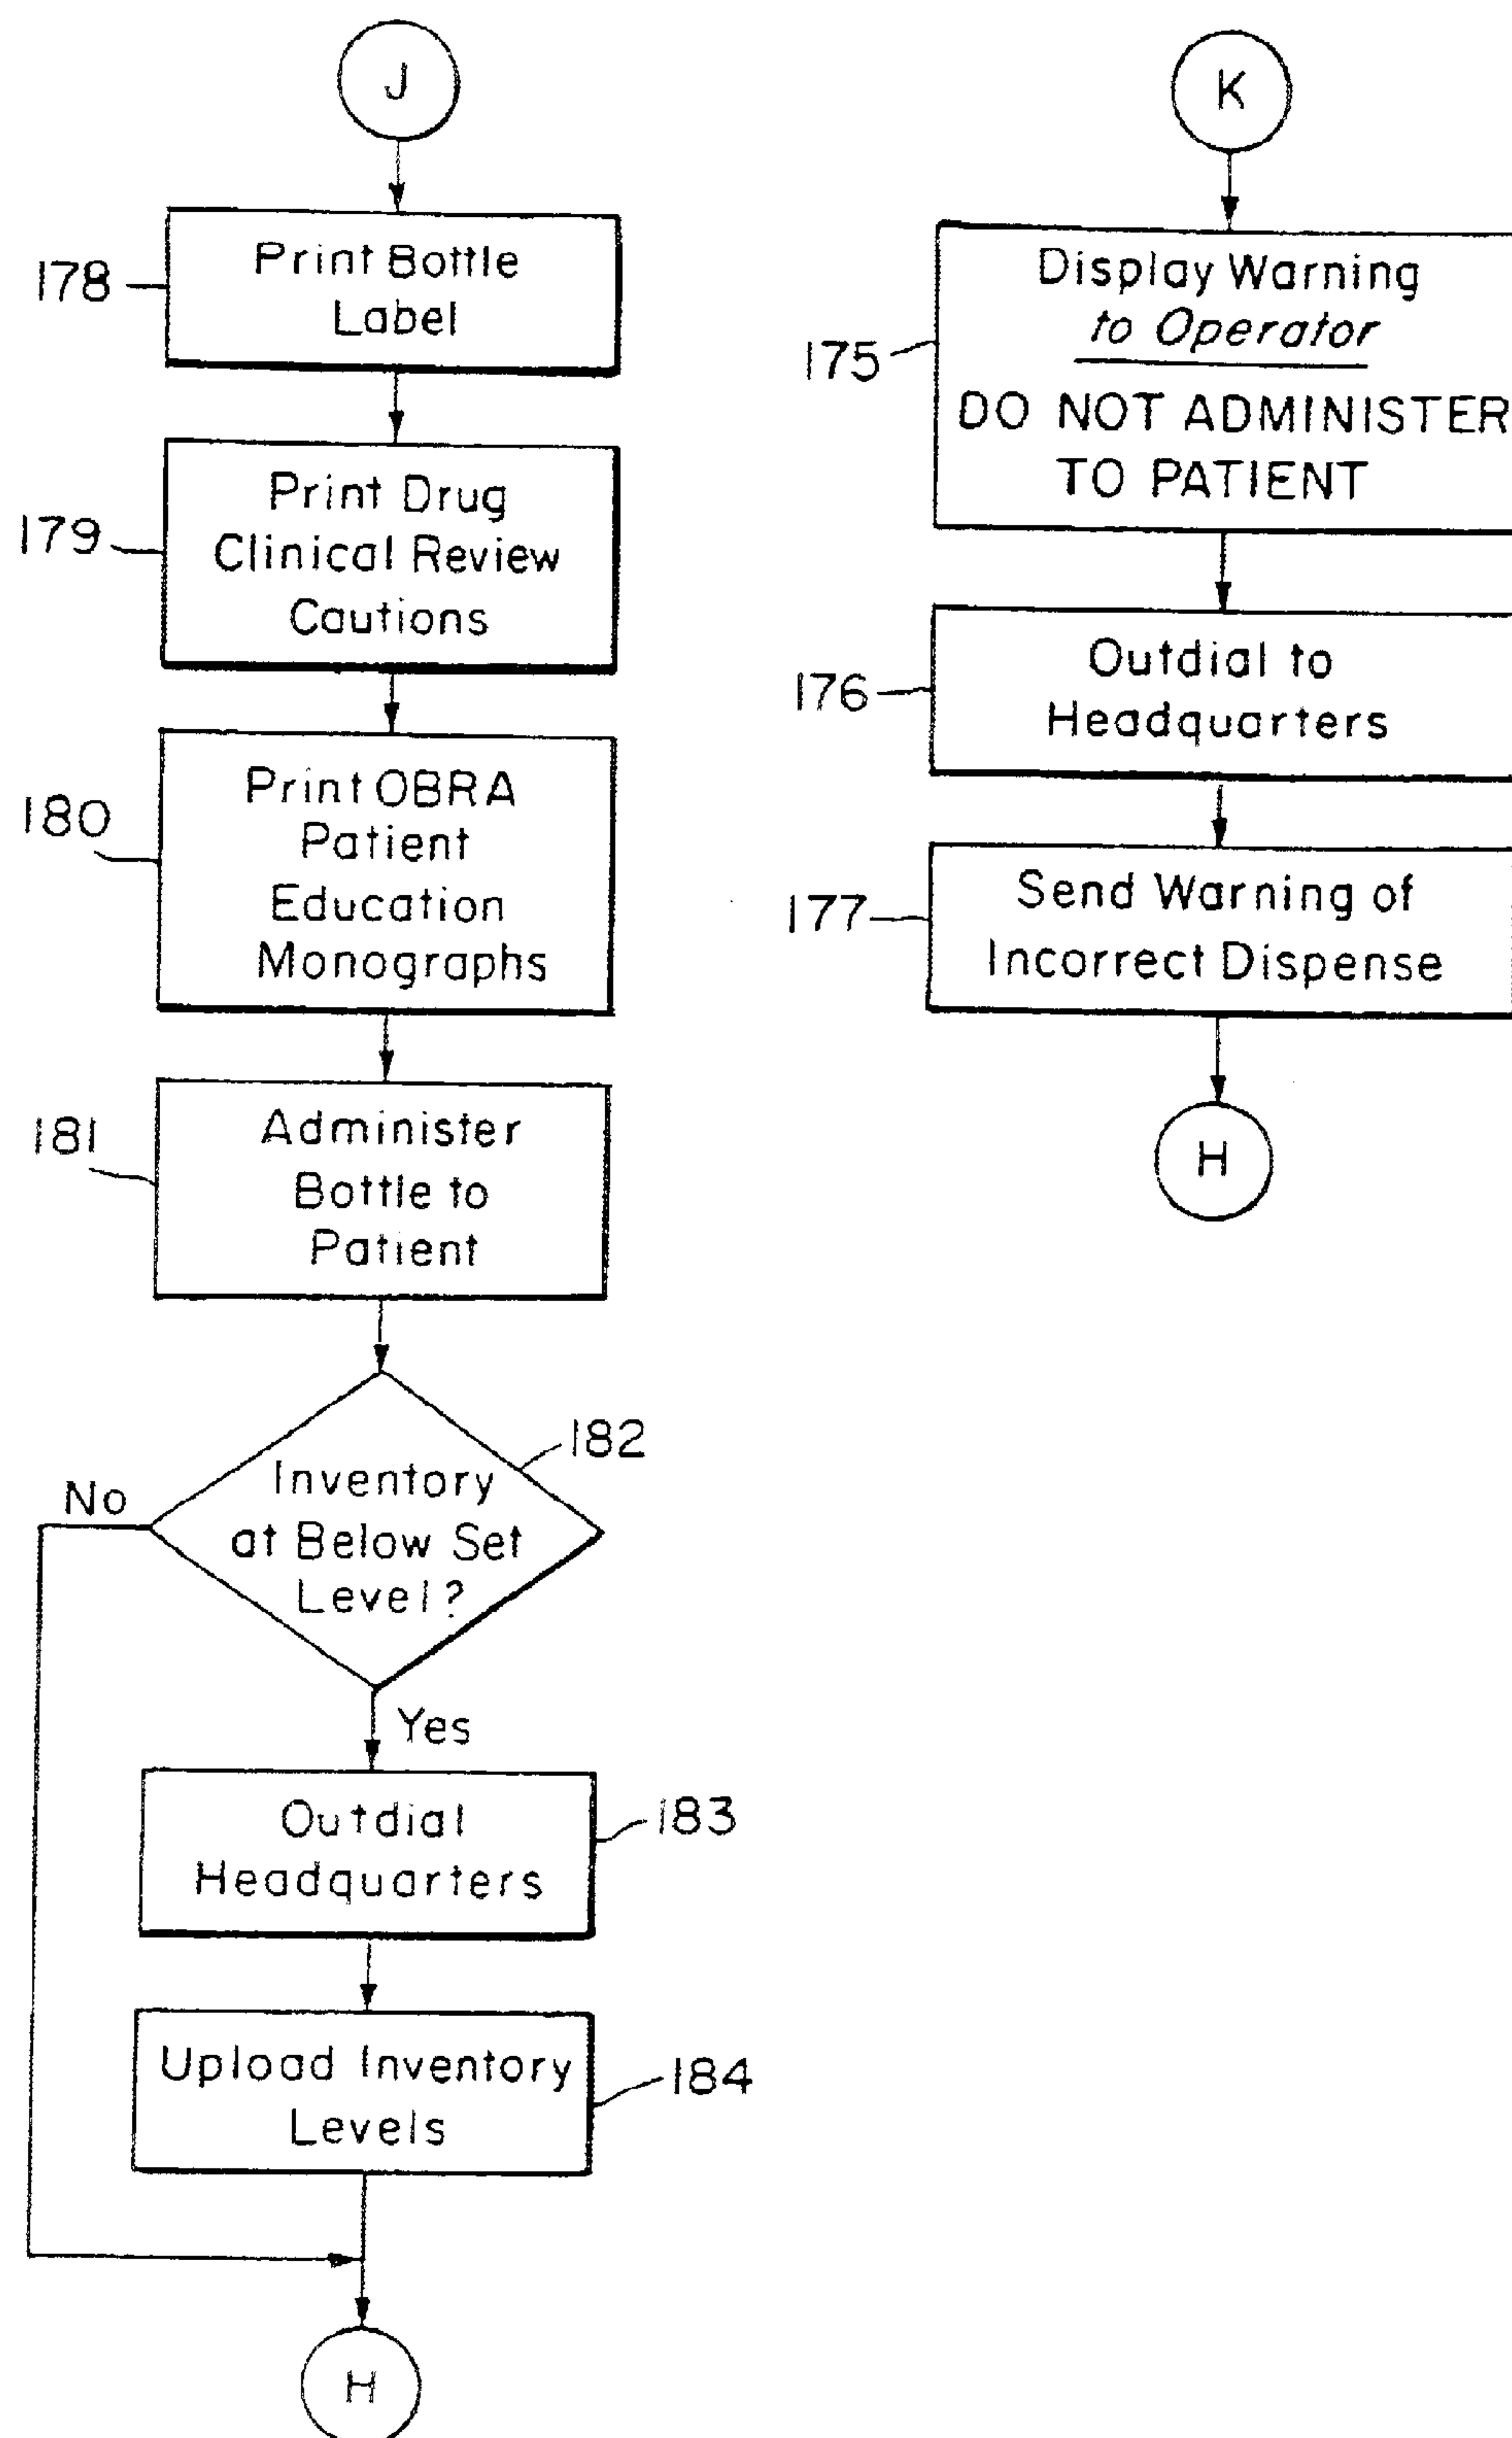 J
178
Print Bottle
Label
179
Print Drug
Clinical Review
Cautions
180
Print OBRA
Patient
Education
Monographs
181
Administer
Bottle to
Patient
182
Inventory
at Below Set
Level?
No
Yes
Outdial
Headquarters
183
Upload Inventory
Levels
184
H
K
175
Display Warning
to Operator
DO NOT ADMINISTER
TO PATIENT
176
Outdial to
Headquarters
177
Send Warning of
Incorrect Dispense
H